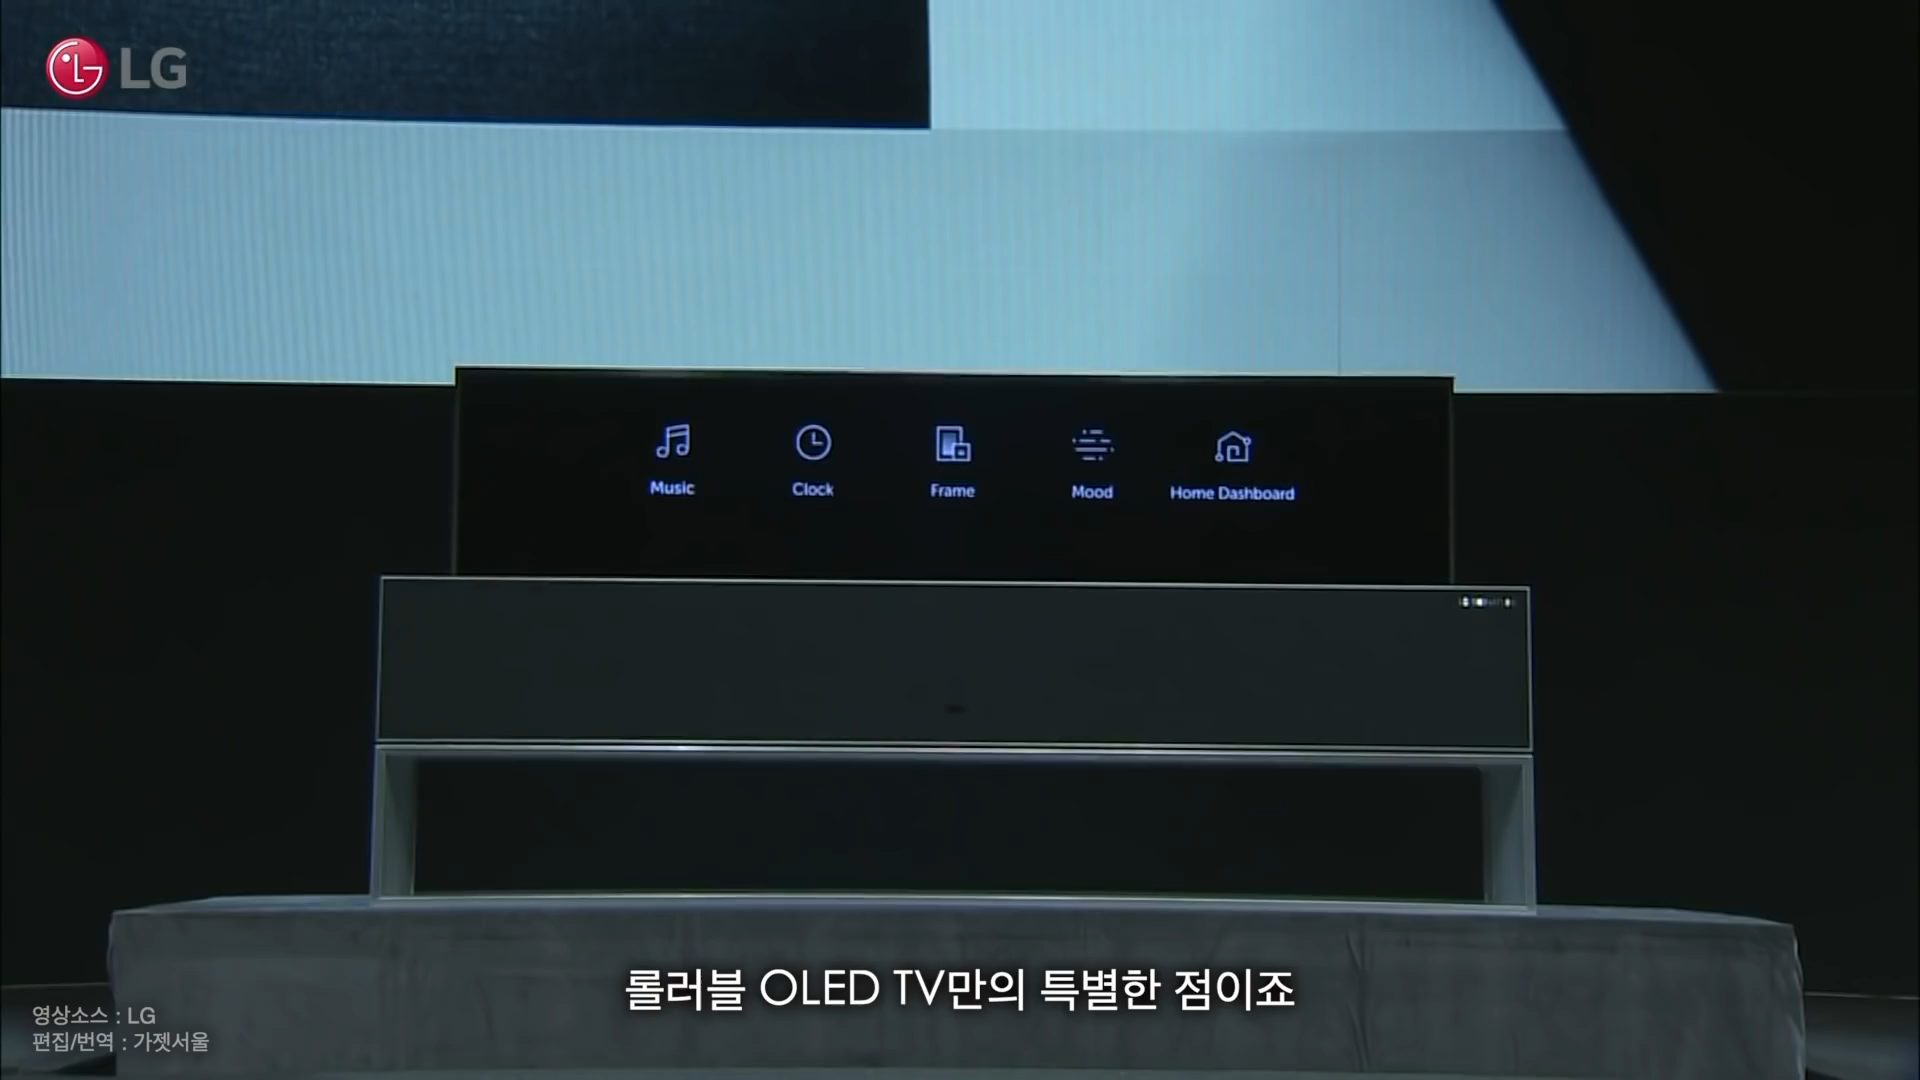 LG
Music
Clock
Frame
Mood
Home Dashboard
롤러블 OLED TV만의 특별한 점이죠
영상소스 : LG
편집/번역 : 가젯서울